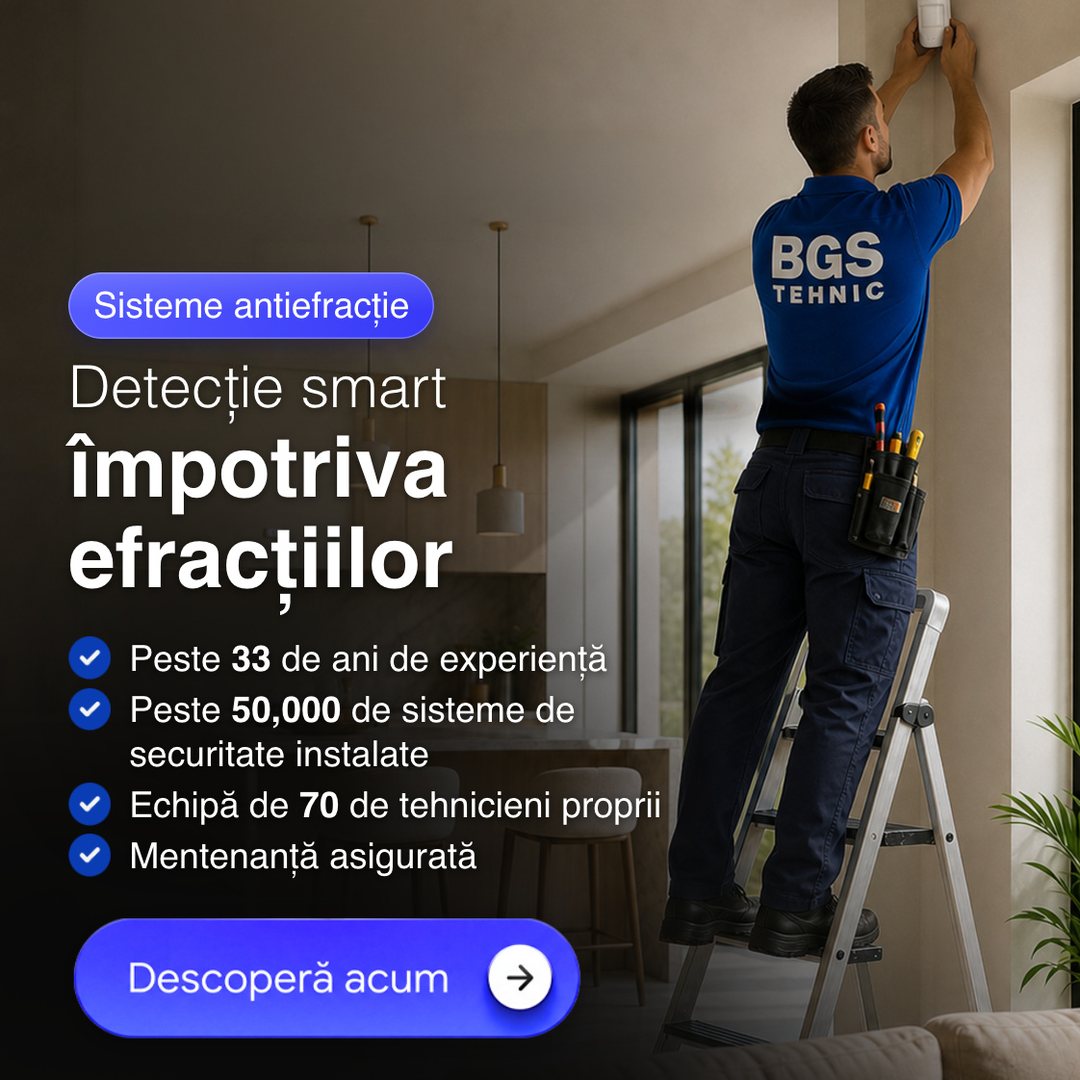 BGS
TEHNIC
Sisteme antiefracție
Detecție smart
împotriva
efracțiilor
Peste 33 de ani de experiență
Peste 50,000 de sisteme de
securitate instalate
Echipă de 70 de tehnicieni proprii
Mentenanță asigurată
Descoperă acum